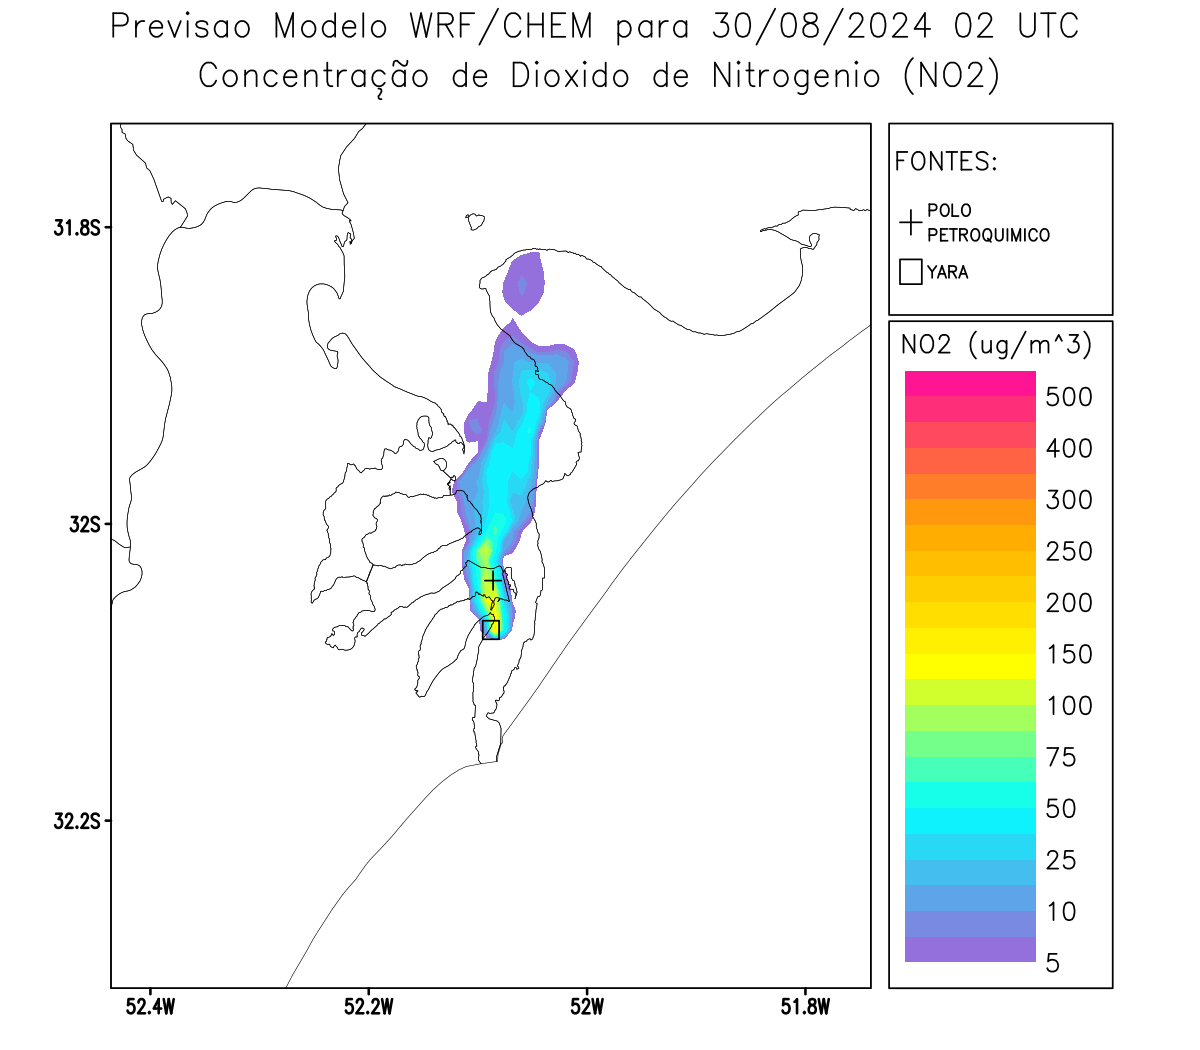 Previsao Modelo WRF/CHEM para 30/08/2024 02 UTC
Concentração de Dioxido de Nitrogenio (NO2)
FONTES:
POLO
PETROQUIMICO
YARA
NO2 (ug/m^3)
500
400
300
250
200
150
100
75
50
25
10
5
31.8S
32S
32.2S
52.4W
52.2W
52W
51.8W